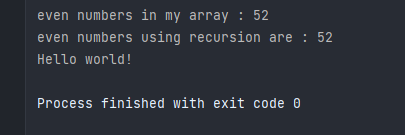 even numbers in my array : 52
even numbers using recursion are : 52
Hello world!
Process finished with exit code 0